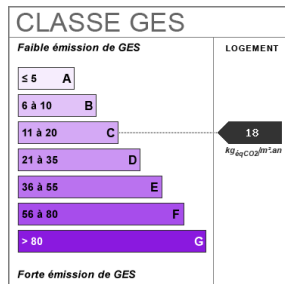 CLASSE GES
Faible émission de GES
LOGEMENT
≤ 5 A
6 à 10 B
11 à 20 C
18
kgéqCO2/m².an
21 à 35 D
36 à 55 E
56 à 80 F
> 80 G
Forte émission de GES